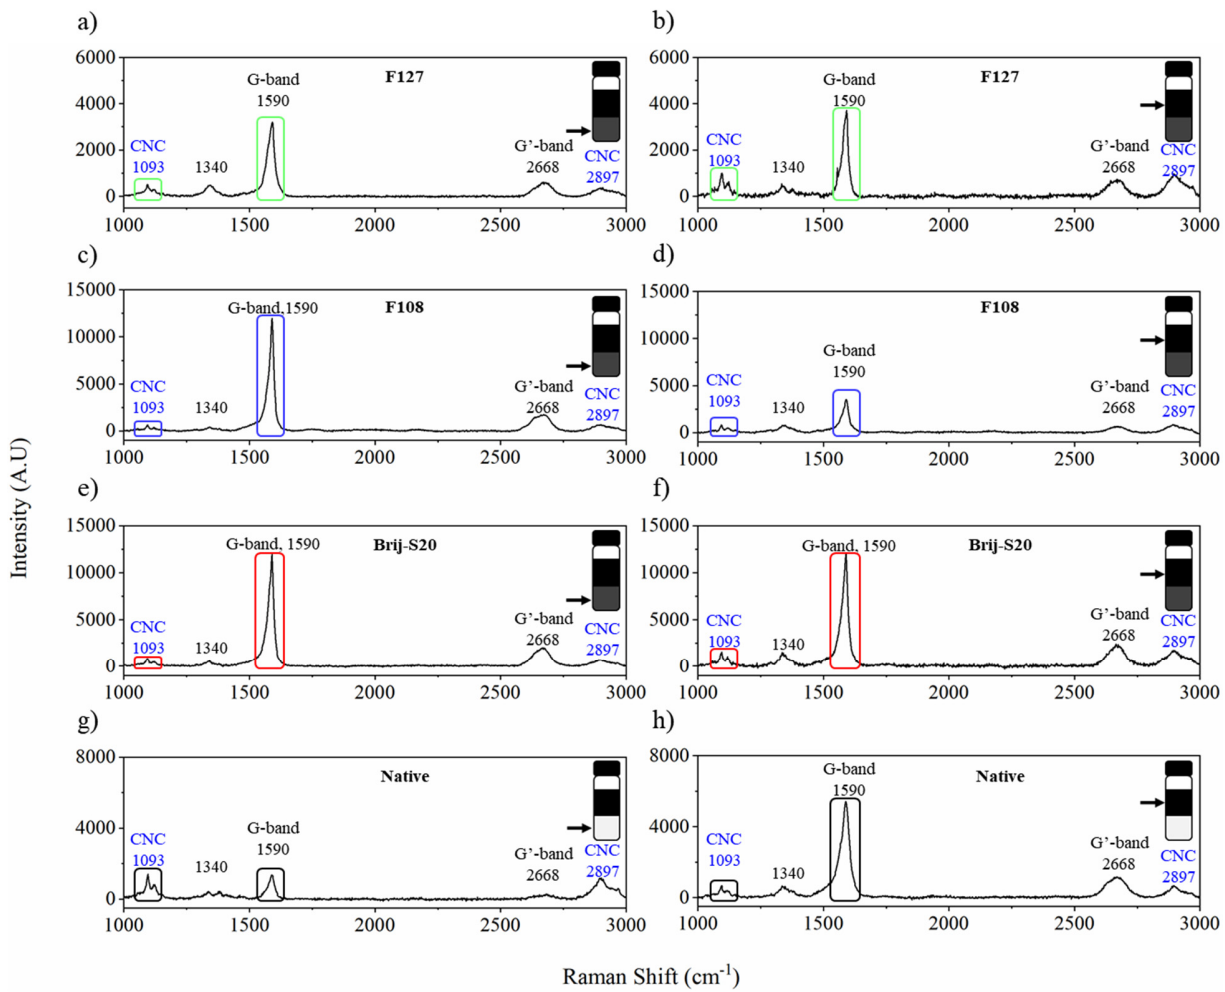 a)
6000
4000
2000
0
G-band
1590
F127
CNC
1093
1340
G’-band
2668
CNC
2897
1000
1500
2000
2500
3000
b)
6000
4000
2000
0
G-band
1590
F127
CNC
1093
1340
G’-band
2668
CNC
2897
1000
1500
2000
2500
3000
c)
15000
10000
5000
0
G-band,1590
F108
CNC
1093
1340
G’-band
2668
CNC
2897
1000
1500
2000
2500
3000
d)
15000
10000
5000
0
G-band
1590
F108
CNC
1093
1340
G’-band
2668
CNC
2897
1000
1500
2000
2500
3000
Intensity (A.U)
e)
15000
10000
5000
0
G-band, 1590
Brij-S20
CNC
1093
1340
G’-band
2668
CNC
2897
1000
1500
2000
2500
3000
f)
15000
10000
5000
0
G-band, 1590
Brij-S20
CNC
1093
1340
G’-band
2668
CNC
2897
1000
1500
2000
2500
3000
g)
8000
4000
0
Native
G-band
1590
CNC
1093
1340
G’-band
2668
CNC
2897
1000
1500
2000
2500
3000
h)
8000
4000
0
G-band
1590
Native
CNC
1093
1340
G’-band
2668
CNC
2897
1000
1500
2000
2500
3000
Raman Shift (cm⁻¹)